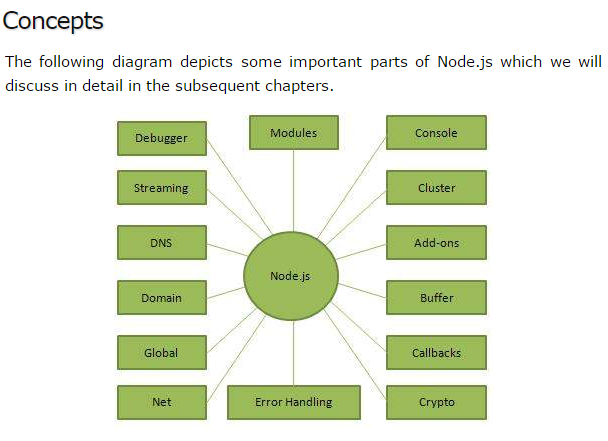 Concepts
The following diagram depicts some important parts of Node.js which we will
discuss in detail in the subsequent chapters.
Debugger
Modules
Console
Streaming
Cluster
DNS
Add-ons
Node.js
Domain
Buffer
Global
Callbacks
Net
Error Handling
Crypto